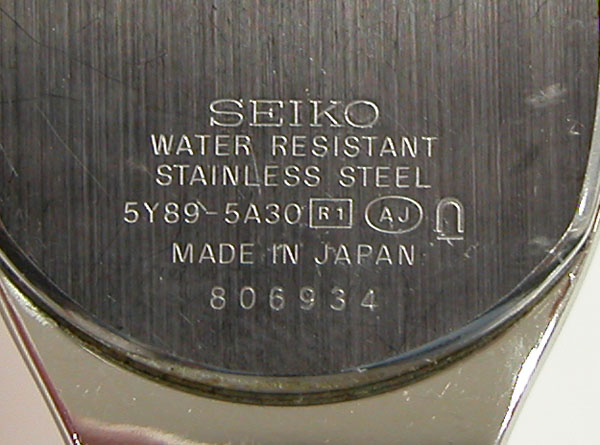 SEIKO
WATER RESISTANT
STAINLESS STEEL
5Y89-5A30 R1 AJ
MADE IN JAPAN
806934